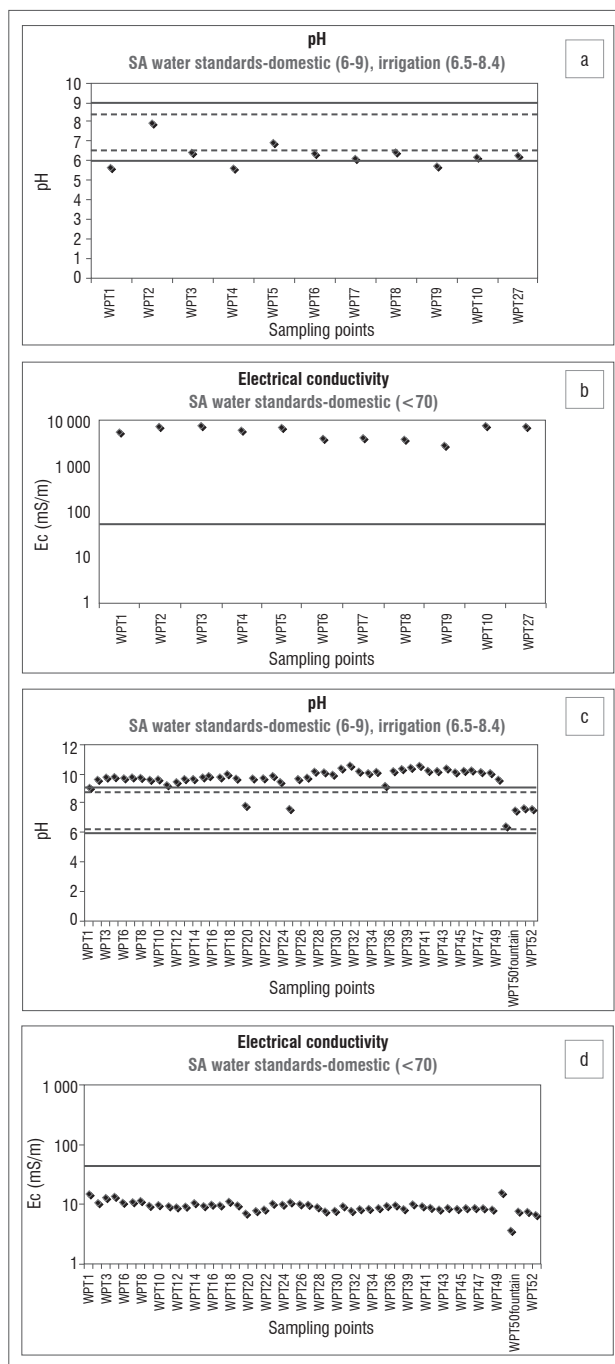 pH
SA water standards-domestic (6-9), irrigation (6.5-8.4)
a
10
9
8
7
6
5
4
3
2
1
0
pH
WPT1
WPT2
WPT3
WPT4
WPT5
WPT6
WPT7
WPT8
WPT9
WPT10
WPT27
Sampling points
Electrical conductivity
SA water standards-domestic (<70)
b
10 000
1 000
100
10
1
Ec (mS/m)
WPT1
WPT2
WPT3
WPT4
WPT5
WPT6
WPT7
WPT8
WPT9
WPT10
WPT27
Sampling points
pH
SA water standards-domestic (6-9), irrigation (6.5-8.4)
c
12
10
8
6
4
2
0
pH
WPT1
WPT3
WPT6
WPT8
WPT10
WPT12
WPT14
WPT16
WPT18
WPT20
WPT22
WPT24
WPT26
WPT28
WPT30
WPT32
WPT34
WPT36
WPT39
WPT41
WPT43
WPT45
WPT47
WPT49
WPT50fountain
WPT52
Sampling points
Electrical conductivity
SA water standards-domestic (<70)
d
1 000
100
10
1
Ec (mS/m)
WPT1
WPT3
WPT6
WPT8
WPT10
WPT12
WPT14
WPT16
WPT18
WPT20
WPT22
WPT24
WPT26
WPT28
WPT30
WPT32
WPT34
WPT36
WPT39
WPT41
WPT43
WPT45
WPT47
WPT49
WPT50fountain
WPT52
Sampling points